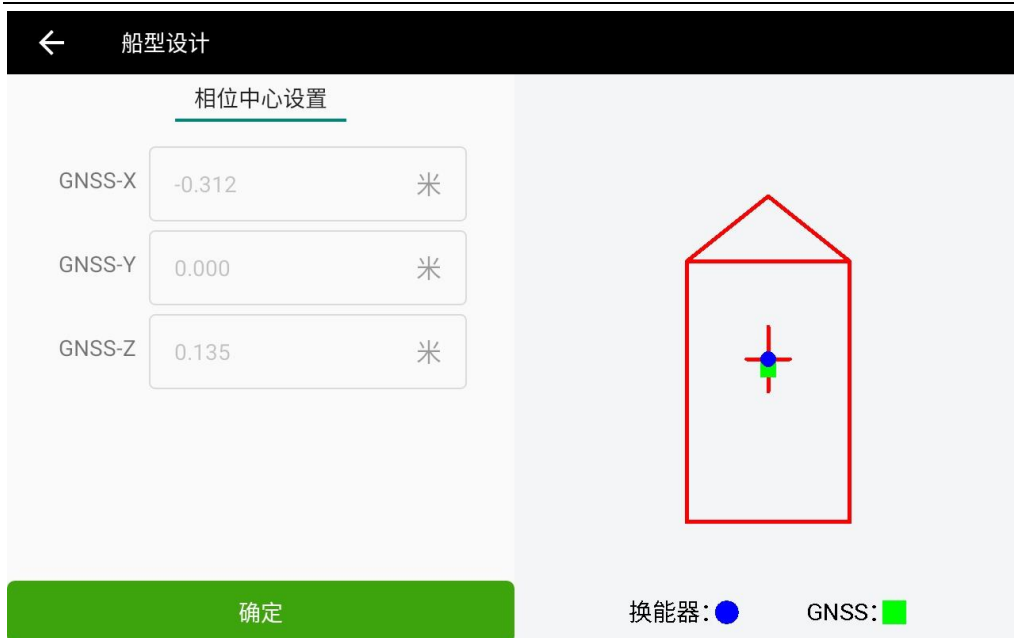 船型设计
相位中心设置
GNSS-X -0.312 米
GNSS-Y 0.000 米
GNSS-Z 0.135 米
确定
换能器： GNSS：